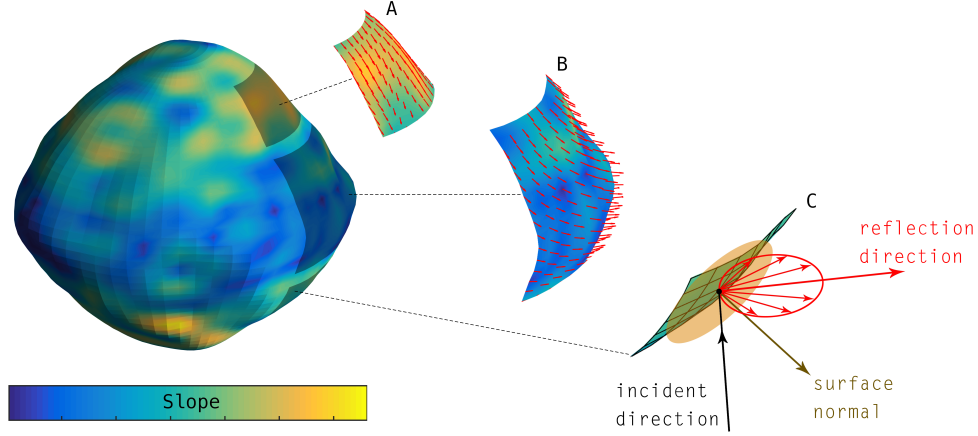 A
B
C
reflection
direction
incident
direction
surface
normal
Slope